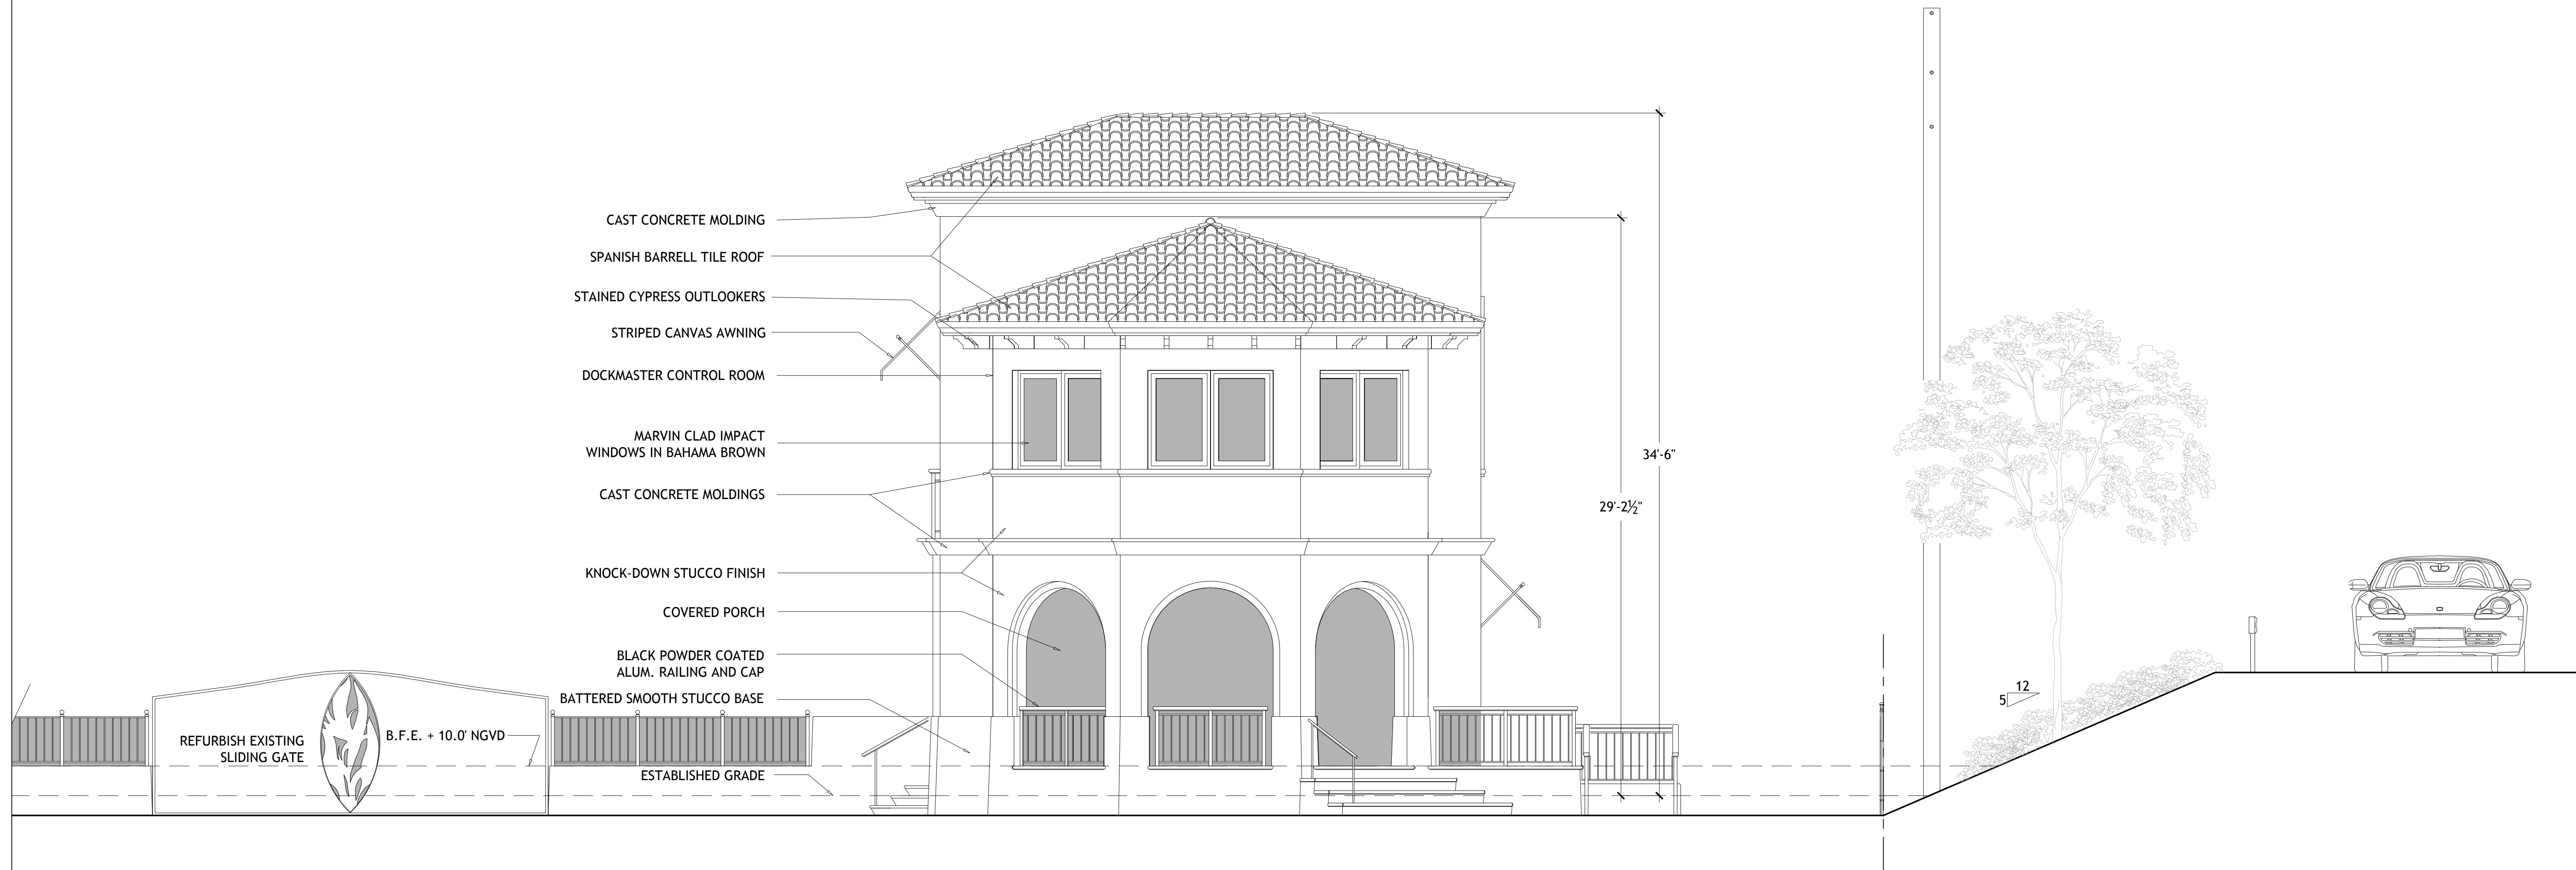 CAST CONCRETE MOLDING
SPANISH BARRELL TILE ROOF
STAINED CYPRESS OUTLOOKERS
STRIPED CANVAS AWNING
DOCKMASTER CONTROL ROOM
MARVIN CLAD IMPACT
WINDOWS IN BAHAMA BROWN
CAST CONCRETE MOLDINGS
KNOCK-DOWN STUCCO FINISH
COVERED PORCH
BLACK POWDER COATED
ALUM. RAILING AND CAP
BATTERED SMOOTH STUCCO BASE
ESTABLISHED GRADE
REFURBISH EXISTING
SLIDING GATE
B.F.E. + 10.0' NGVD
34'-6"
29'-2½"
12
5